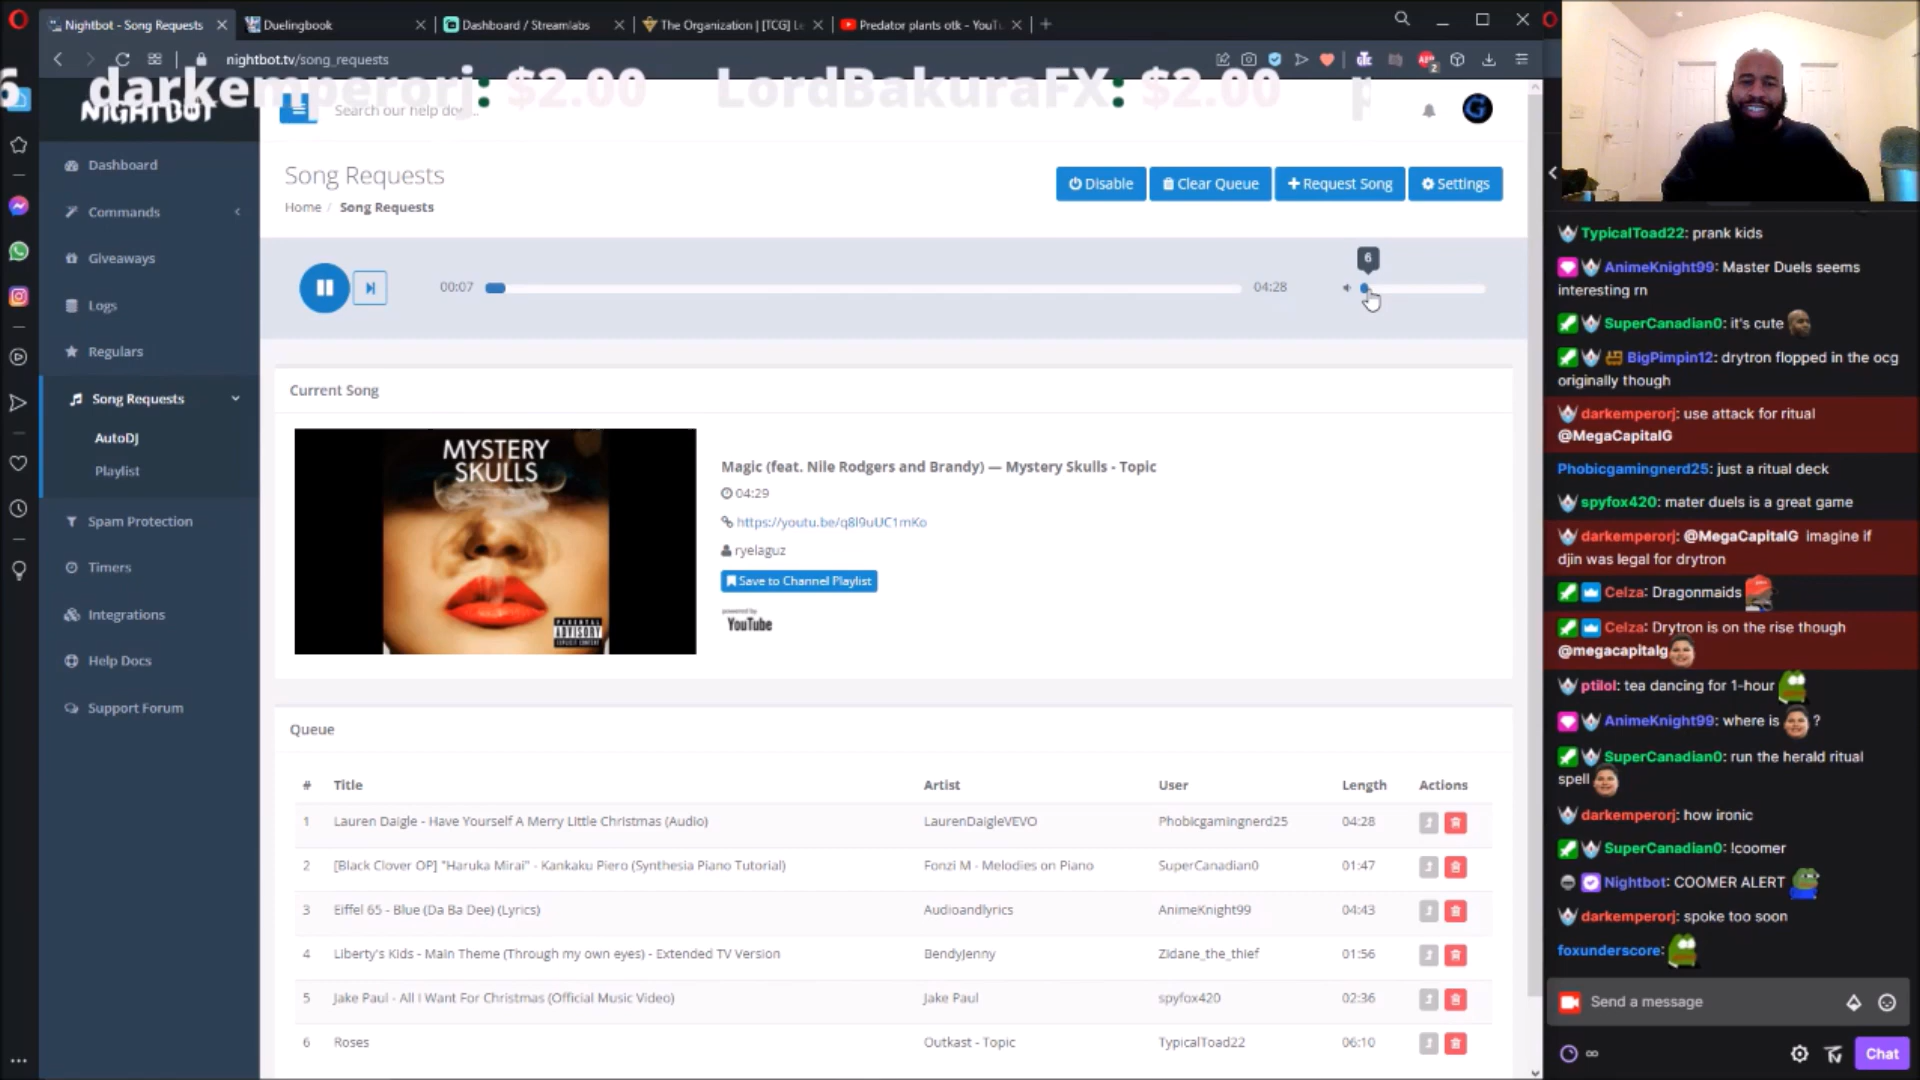 Nightbot - Song Requests
Duelingbook
Dashboard / Streamlabs
The Organization | [TCG] Le
Predator plants otk - YouTu
nightbot.tv/song_requests
6 darkemperorj: $2.00 LordBakuraFX: $2.00 p
NIGHTBOT
Search our help doc...
Dashboard
Commands
Giveaways
Logs
Regulars
Song Requests
AutoDJ
Playlist
Spam Protection
Timers
Integrations
Help Docs
Support Forum
Song Requests
Home / Song Requests
Disable
Clear Queue
Request Song
Settings
00:07
04:28
6
Current Song
MYSTERY
SKULLS
PARENTAL
ADVISORY
Magic (feat. Nile Rodgers and Brandy) — Mystery Skulls - Topic
04:29
https://youtu.be/q8I9uUC1mKo
ryelaguz
Save to Channel Playlist
powered by
YouTube
Queue
# Title Artist User Length Actions
1 Lauren Daigle - Have Yourself A Merry Little Christmas (Audio) LaurenDaigleVEVO Phobicgamingnerd25 04:28
2 [Black Clover OP] "Haruka Mirai" - Kankaku Piero (Synthesia Piano Tutorial) Fonzi M - Melodies on Piano SuperCanadian0 01:47
3 Eiffel 65 - Blue (Da Ba Dee) (Lyrics) Audioandlyrics AnimeKnight99 04:43
4 Liberty's Kids - Main Theme (Through my own eyes) - Extended TV Version BendyJenny Zidane_the_thief 01:56
5 Jake Paul - All I Want For Christmas (Official Music Video) Jake Paul spyfox420 02:36
6 Roses Outkast - Topic TypicalToad22 06:10
TypicalToad22: prank kids
AnimeKnight99: Master Duels seems
interesting rn
SuperCanadian0: it's cute
BigPimpin12: drytron flopped in the ocg
originally though
darkemperorj: use attack for ritual
@MegaCapitalG
Phobicgamingnerd25: just a ritual deck
spyfox420: mater duels is a great game
darkemperorj: @MegaCapitalG imagine if
djin was legal for drytron
Celza: Dragonmaids
Celza: Drytron is on the rise though
@megacapitalg
ptilol: tea dancing for 1-hour
AnimeKnight99: where is ?
SuperCanadian0: run the herald ritual
spell
darkemperorj: how ironic
SuperCanadian0: !coomer
Nightbot: COOMER ALERT
darkemperorj: spoke too soon
foxunderscore:
Send a message
∞
Chat